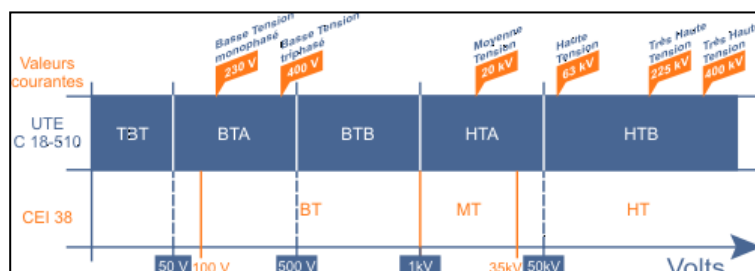 Basse Tension
monophasé
230 V
Basse Tension
triphasé
400 V
Moyenne
Tension
20 kV
Haute
Tension
63 kV
Très Haute
Tension
225 kV
Très Haute
Tension
400 kV
Valeurs
courantes
UTE
C 18-510
TBT
BTA
BTB
HTA
HTB
CEI 38
BT
MT
HT
50 V
100 V
500 V
1kV
35kV
50kV
Volts